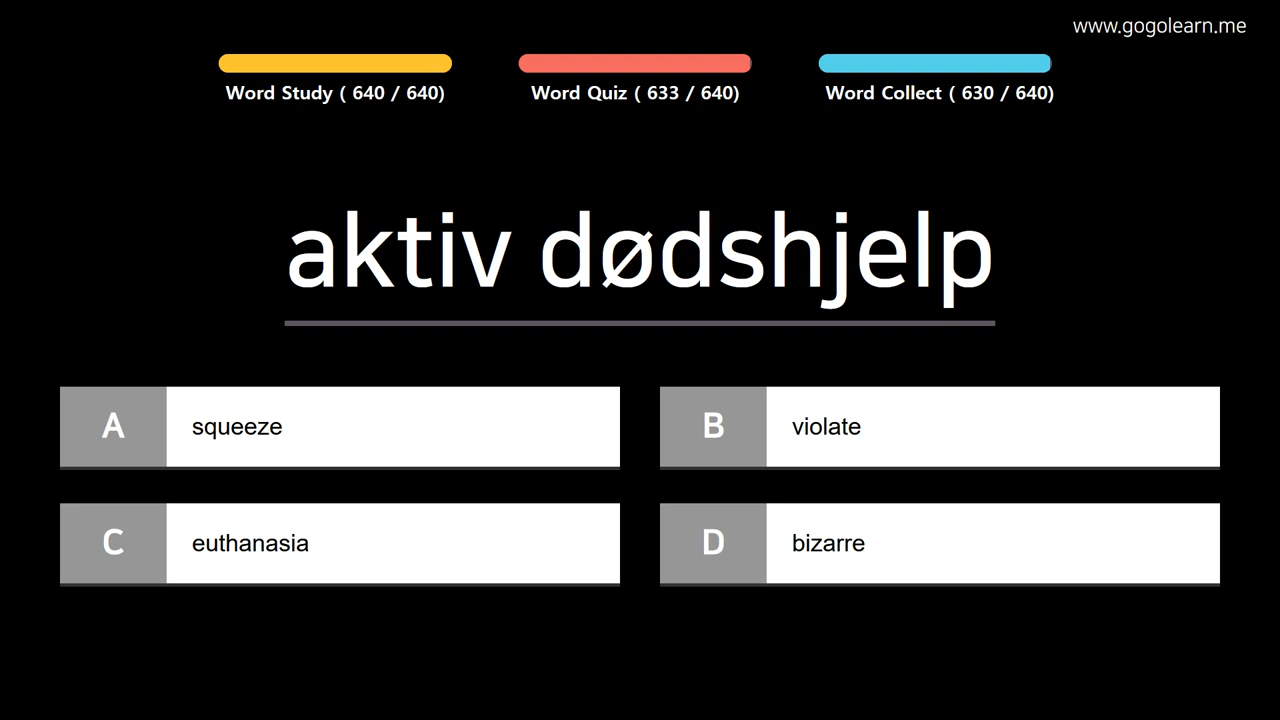 www.gogolearn.me
Word Study ( 640 / 640)
Word Quiz ( 633 / 640)
Word Collect ( 630 / 640)
aktiv dødshjelp
A squeeze
B violate
C euthanasia
D bizarre